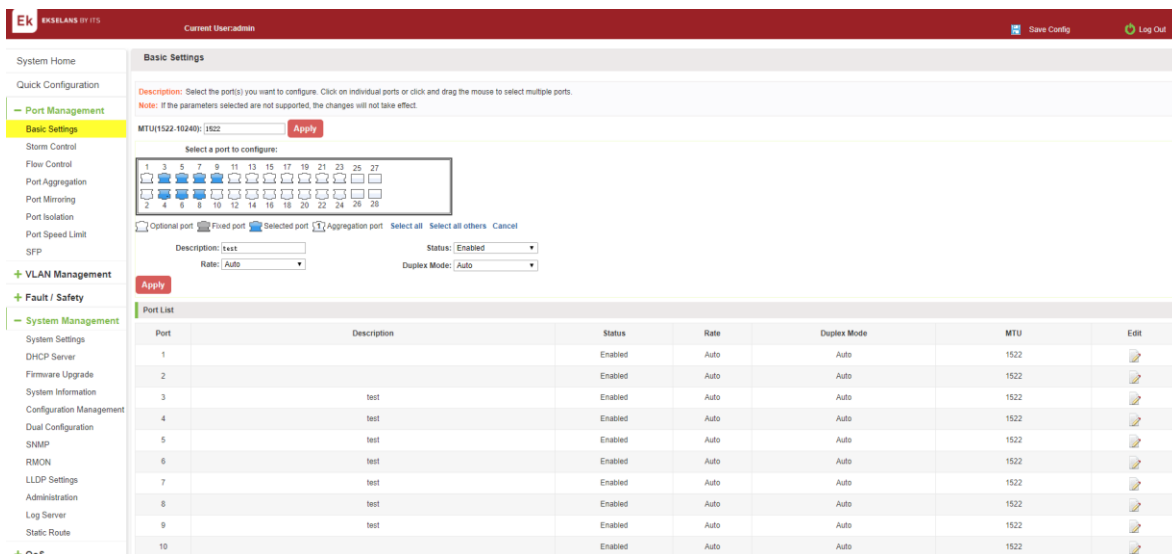 Ek EKSELANS BY ITS
Current User:admin
Save Config
Log Out
System Home
Quick Configuration
Port Management
Basic Settings
Storm Control
Flow Control
Port Aggregation
Port Mirroring
Port Isolation
Port Speed Limit
SFP
VLAN Management
Fault / Safety
System Management
System Settings
DHCP Server
Firmware Upgrade
System Information
Configuration Management
Dual Configuration
SNMP
RMON
LLDP Settings
Administration
Log Server
Static Route
QoS
Basic Settings
Description: Select the port(s) you want to configure. Click on individual ports or click and drag the mouse to select multiple ports.
Note: If the parameters selected are not supported, the changes will not take effect.
MTU(1522-10240): 1522 Apply
Select a port to configure:
1 3 5 7 9 11 13 15 17 19 21 23 25 27
2 4 6 8 10 12 14 16 18 20 22 24 26 28
Optional port Fixed port Selected port 1 Aggregation port Select all Select all others Cancel
Description: test Status: Enabled
Rate: Auto Duplex Mode: Auto
Apply
Port List
Port Description Status Rate Duplex Mode MTU Edit
1 Enabled Auto Auto 1522
2 Enabled Auto Auto 1522
3 test Enabled Auto Auto 1522
4 test Enabled Auto Auto 1522
5 test Enabled Auto Auto 1522
6 test Enabled Auto Auto 1522
7 test Enabled Auto Auto 1522
8 test Enabled Auto Auto 1522
9 test Enabled Auto Auto 1522
10 Enabled Auto Auto 1522